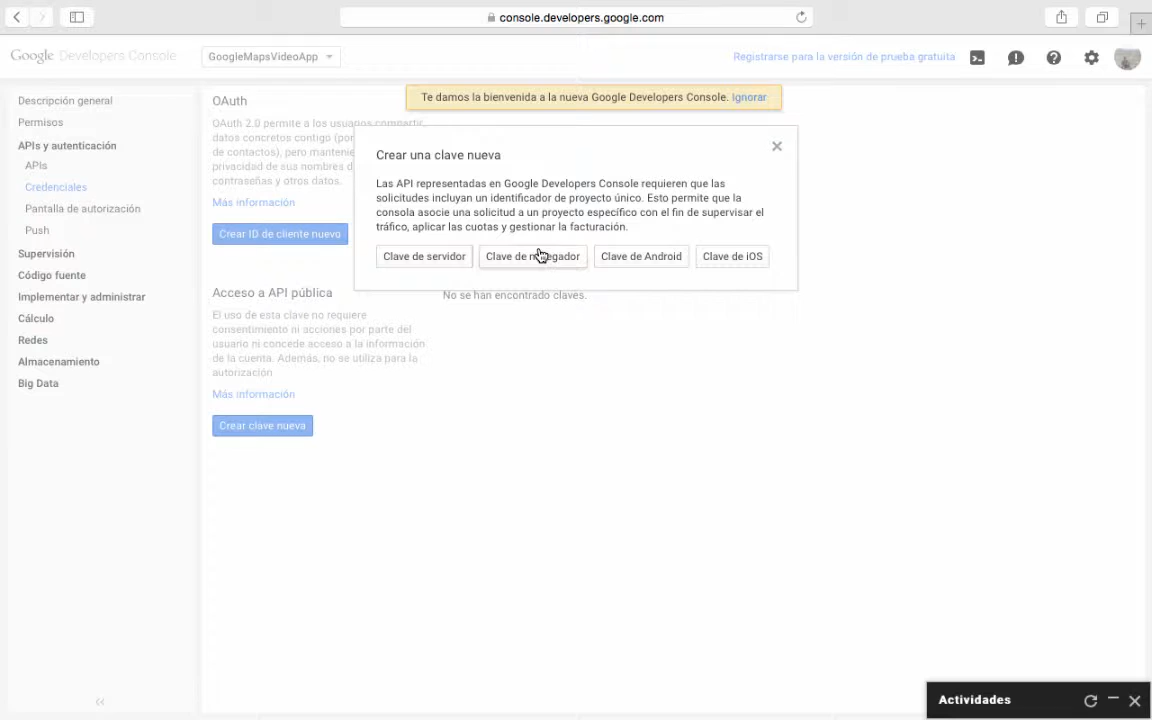 console.developers.google.com
Google Developers Console
GoogleMapsVideoApp
Registrarse para la versión de prueba gratuita
Te damos la bienvenida a la nueva Google Developers Console. Ignorar
Descripción general
Permisos
APIs y autenticación
APIs
Credenciales
Pantalla de autorización
Push
Supervisión
Código fuente
Implementar y administrar
Cálculo
Redes
Almacenamiento
Big Data
OAuth
OAuth 2.0 permite a los usuarios compartir
datos concretos contigo (por
de contactos), pero mantenie
privacidad de sus nombres d
contraseñas y otros datos.
Más información
Crear ID de cliente nuevo
Acceso a API pública
El uso de esta clave no requiere
consentimiento ni acciones por parte del
usuario ni concede acceso a la información
de la cuenta. Además, no se utiliza para la
autorización
Más información
Crear clave nueva
Crear una clave nueva
Las API representadas en Google Developers Console requieren que las
solicitudes incluyan un identificador de proyecto único. Esto permite que la
consola asocie una solicitud a un proyecto específico con el fin de supervisar el
tráfico, aplicar las cuotas y gestionar la facturación.
Clave de servidor
Clave de navegador
Clave de Android
Clave de iOS
No se han encontrado claves.
Actividades